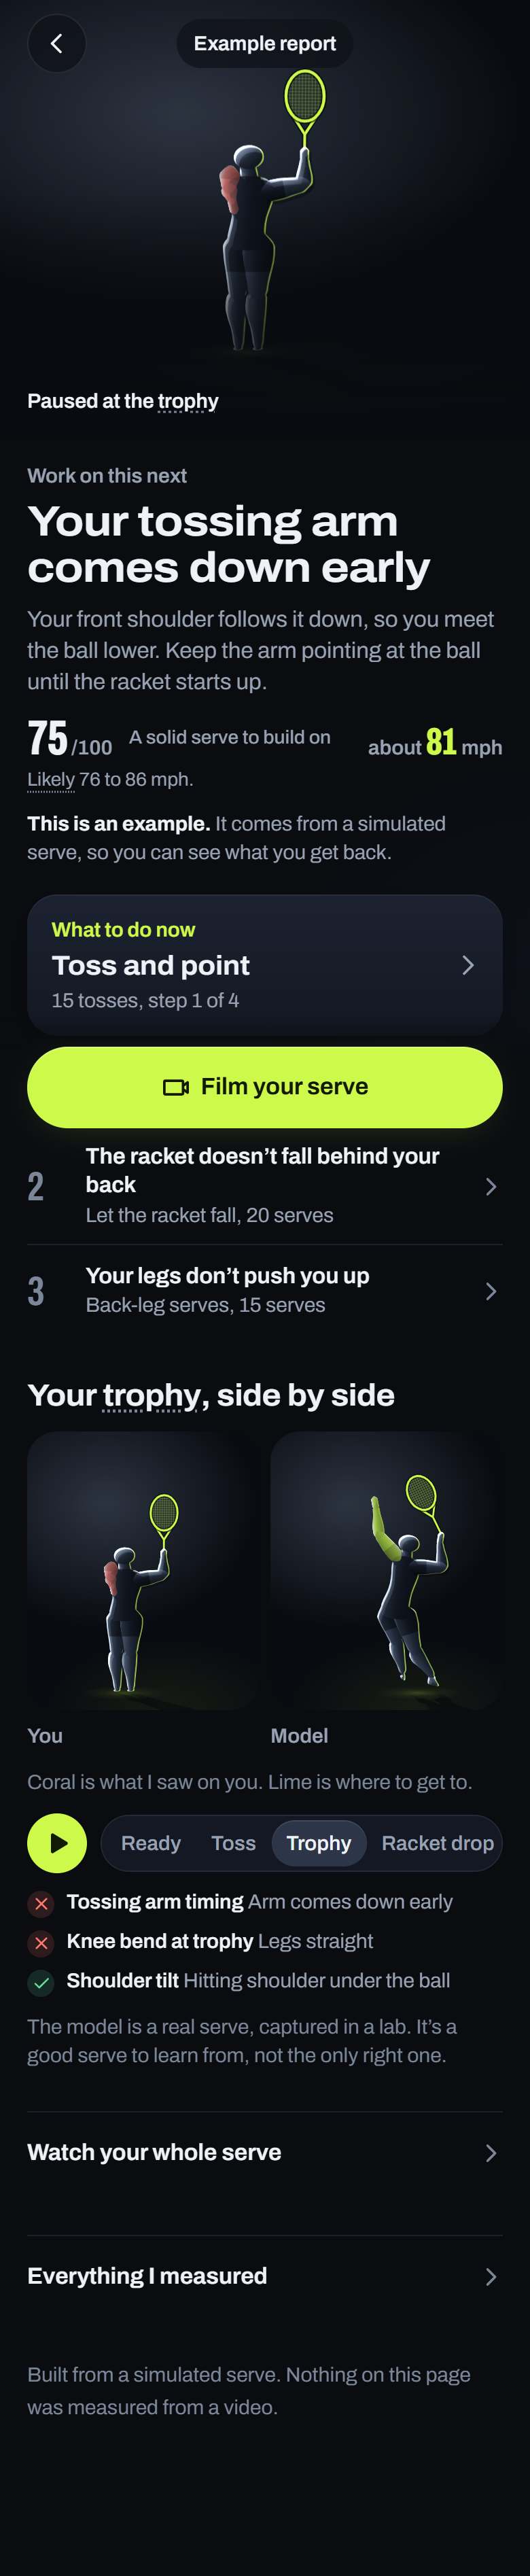 Example report
Paused at the trophy
Work on this next
Your tossing arm
comes down early
Your front shoulder follows it down, so you meet
the ball lower. Keep the arm pointing at the ball
until the racket starts up.
75/100 A solid serve to build on about 81 mph
Likely 76 to 86 mph.
This is an example. It comes from a simulated
serve, so you can see what you get back.
What to do now
Toss and point
15 tosses, step 1 of 4
Film your serve
2 The racket doesn’t fall behind your
back
Let the racket fall, 20 serves
3 Your legs don’t push you up
Back-leg serves, 15 serves
Your trophy, side by side
You Model
Coral is what I saw on you. Lime is where to get to.
Ready Toss Trophy Racket drop
Tossing arm timing Arm comes down early
Knee bend at trophy Legs straight
Shoulder tilt Hitting shoulder under the ball
The model is a real serve, captured in a lab. It’s a
good serve to learn from, not the only right one.
Watch your whole serve
Everything I measured
Built from a simulated serve. Nothing on this page
was measured from a video.